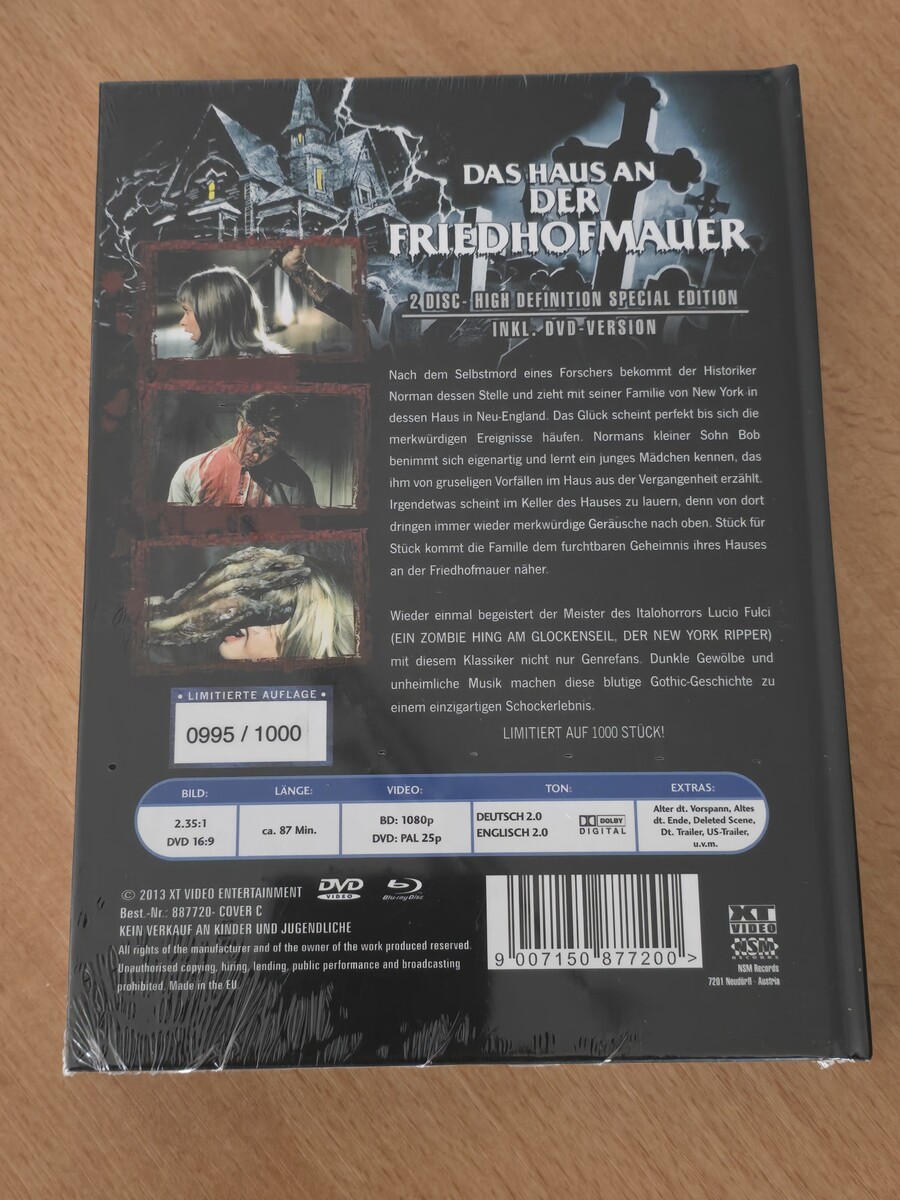 DAS HAUS AN
DER
FRIEDHOFMAUER
2 DISC- HIGH DEFINITION SPECIAL EDITION
INKL.: DVD-VERSION
Nach dem Selbstmord eines Forschers bekommt der Historiker
Norman dessen Stelle und zieht mit seiner Familie von New York in
dessen Haus in Neu-England. Das Glück scheint perfekt bis sich die
merkwürdigen Ereignisse häufen. Normans kleiner Sohn Bob
benimmt sich eigenartig und lernt ein junges Mädchen kennen, das
ihm von gruseligen Vorfällen im Haus aus der Vergangenheit erzählt.
Irgendetwas scheint im Keller des Hauses zu lauern, denn von dort
dringen immer wieder merkwürdige Geräusche nach oben. Stück für
Stück kommt die Familie dem furchtbaren Geheimnis ihres Hauses
an der Friedhofmauer näher.
Wieder einmal begeistert der Meister des Italohorrors Lucio Fulci
(EIN ZOMBIE HING AM GLOCKENSEIL, DER NEW YORK RIPPER)
mit diesem Klassiker nicht nur Genrefans. Dunkle Gewölbe und
unheimliche Musik machen diese blutige Gothic-Geschichte zu
einem einzigartigen Schockerlebnis.
LIMITIERT AUF 1000 STÜCK!
• LIMITIERTE AUFLAGE •
0995 / 1000
BILD:
2.35:1
DVD 16:9
LÄNGE:
ca. 87 Min.
VIDEO:
BD: 1080p
DVD: PAL 25p
TON:
DEUTSCH 2.0
ENGLISCH 2.0
DOLBY
DIGITAL
EXTRAS:
Alter dt. Vorspann, Altes
dt. Ende, Deleted Scene,
Dt. Trailer, US-Trailer,
u.v.m.
© 2013 XT VIDEO ENTERTAINMENT
Best.-Nr.: 887720- COVER C
KEIN VERKAUF AN KINDER UND JUGENDLICHE
All rights of the manufacturer and of the owner of the work produced reserved.
Unauthorised copying, hiring, lending, public performance and broadcasting
prohibited. Made in the EU.
DVD
VIDEO
Blu-ray Disc
9 007150 877200 >
XT
VIDEO
NSM
RECORDS
NSM Records
7201 Neudörfl · Austria